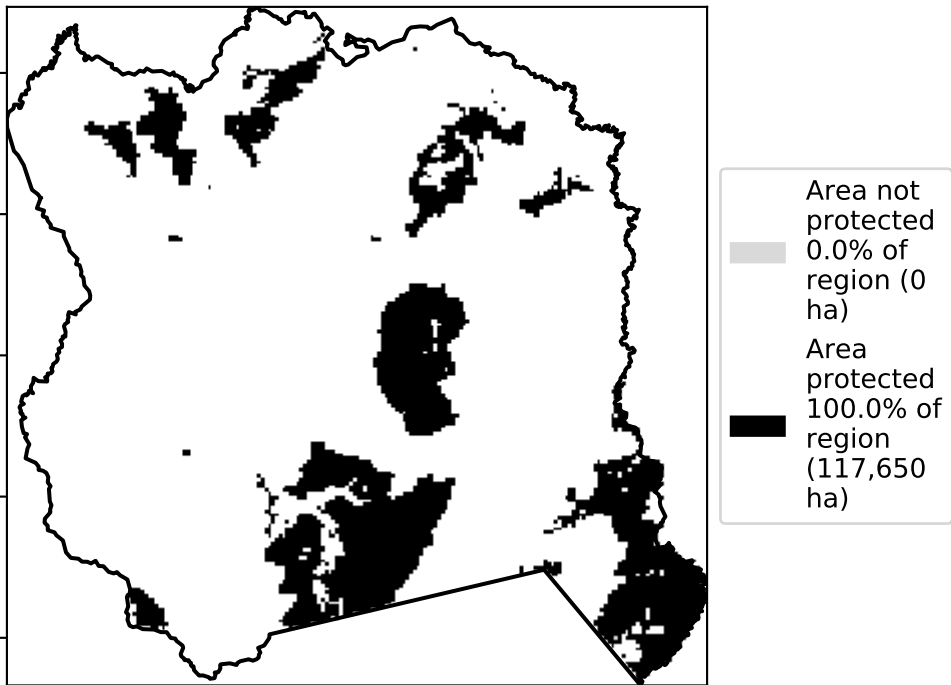 Area not
protected
0.0% of
region (0
ha)
Area
protected
100.0% of
region
(117,650
ha)